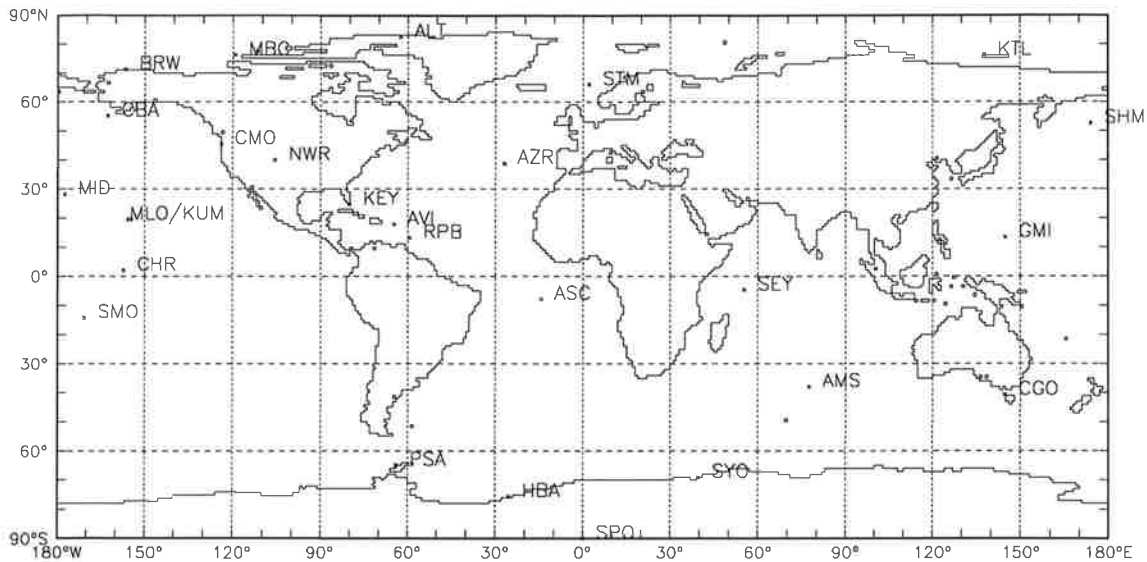 90°N
ALT
MBC
KTL
BRW
STM
60°
CBA
SHM
CMO
NWR
AZR
30°
MID
KEY
MLO/KUM
AVI
RPB
GMI
CHR
0°
SEY
ASC
SMO
30°
AMS
CGO
60°
PSA
SYO
HBA
SPO
90°S
180°W 150° 120° 90° 60° 30° 0° 30° 60° 90° 120° 150° 180°E